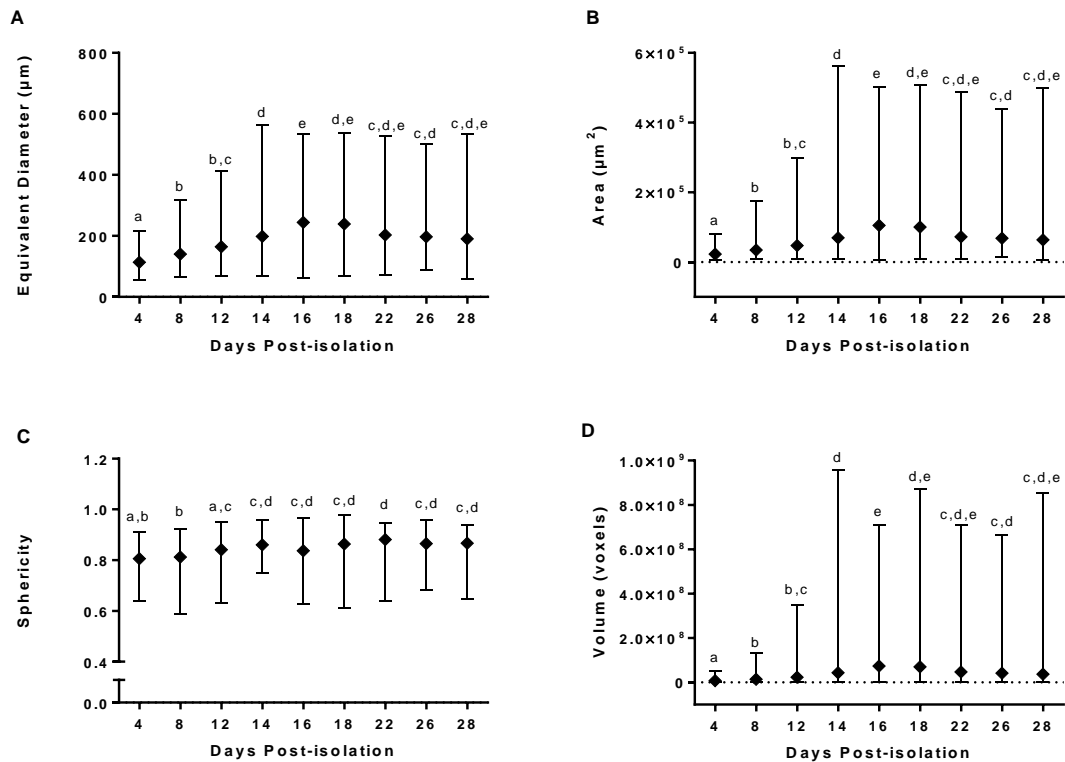 A
Equivalent Diameter (µm)
800
600
400
200
0
a
b
b,c
d
e
d,e
c,d,e
c,d
c,d,e
4 8 12 14 16 18 22 26 28
Days Post-isolation
B
Area (µm²)
6×10⁵
4×10⁵
2×10⁵
0
a
b
b,c
d
e
d,e
c,d,e
c,d
c,d,e
4 8 12 14 16 18 22 26 28
Days Post-isolation
C
Sphericity
1.2
1.0
0.8
0.6
0.4
0.0
a,b
b
a,c
c,d
c,d
c,d
d
c,d
c,d
4 8 12 14 16 18 22 26 28
Days Post-isolation
D
Volume (voxels)
1.0×10⁹
8.0×10⁸
6.0×10⁸
4.0×10⁸
2.0×10⁸
0
a
b
b,c
d
e
d,e
c,d,e
c,d
c,d,e
4 8 12 14 16 18 22 26 28
Days Post-isolation